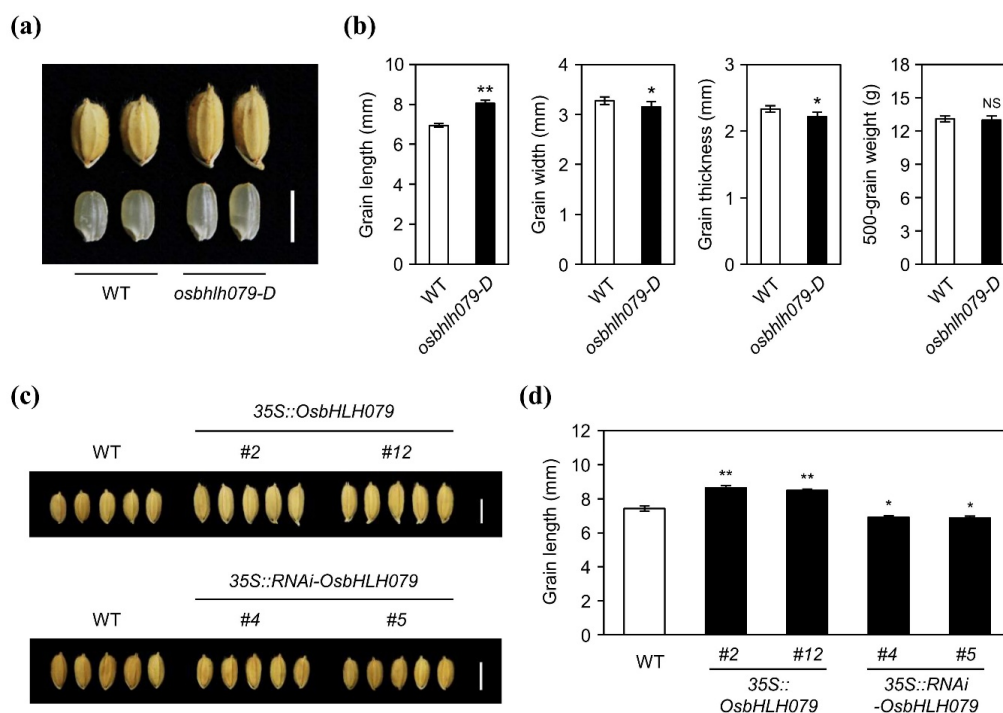 (a)
WT
osbhlh079-D
(b)
Grain length (mm)
10
8
6
4
2
0
**
WT
osbhlh079-D
Grain width (mm)
4
3
2
1
0
*
WT
osbhlh079-D
Grain thickness (mm)
3
2
1
0
*
WT
osbhlh079-D
500-grain weight (g)
18
15
12
9
6
3
0
NS
WT
osbhlh079-D
(c)
35S::OsbHLH079
WT
#2
#12
35S::RNAi-OsbHLH079
WT
#4
#5
(d)
Grain length (mm)
12
10
8
6
4
2
0
**
**
*
*
WT
#2
#12
#4
#5
35S::
OsbHLH079
35S::RNAi
-OsbHLH079